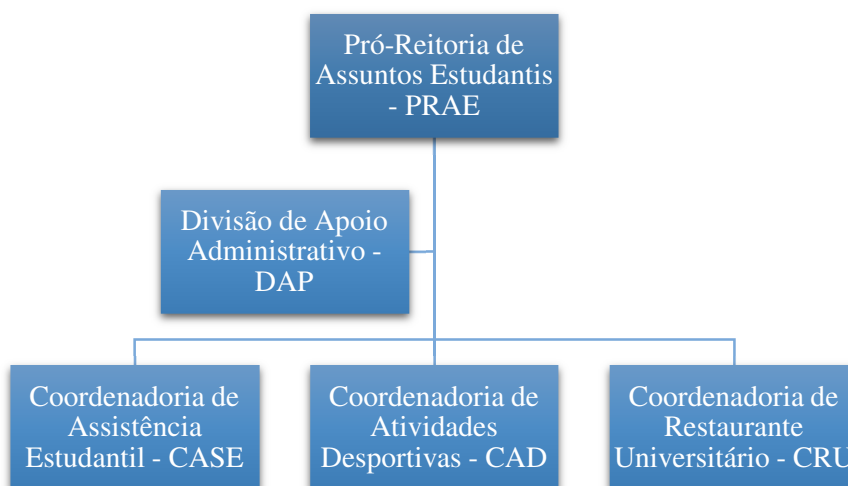 Pró-Reitoria de
Assuntos Estudantis
- PRAE
Divisão de Apoio
Administrativo -
DAP
Coordenadoria de
Assistência
Estudantil - CASE
Coordenadoria de
Atividades
Desportivas - CAD
Coordenadoria de
Restaurante
Universitário - CRU